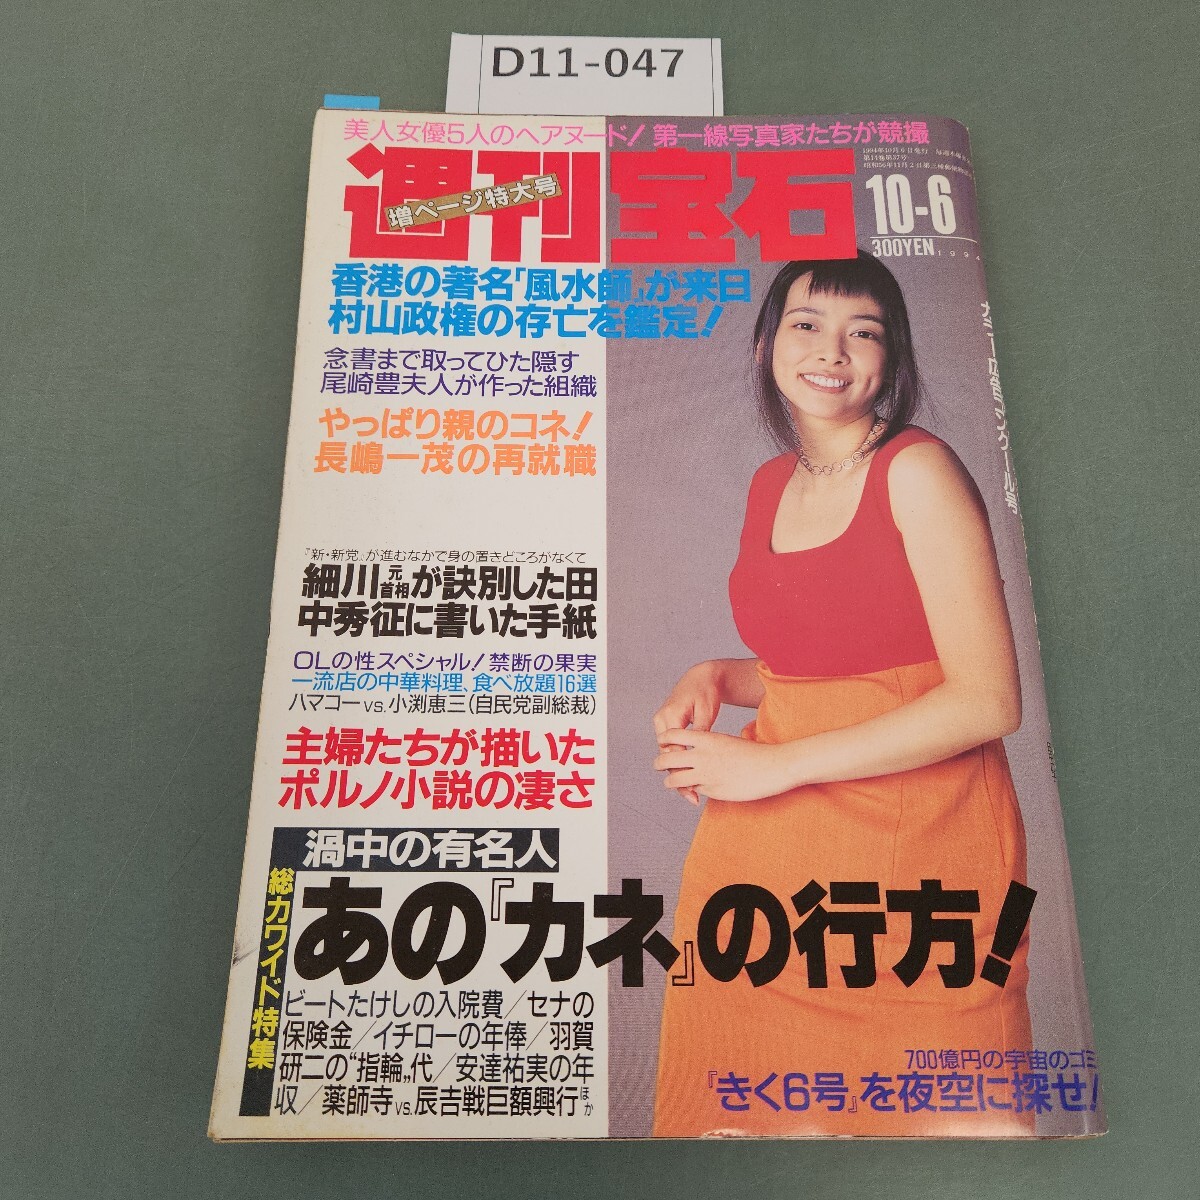 D11-047
美人女優5人のヘアヌード! 第一線写真家たちが競撮
週刊宝石
増ページ特大号
1994年10月6日発行
10-6
300YEN
1994
香港の著名『風水師』が来日
村山政権の存亡を鑑定!
念書まで取ってひた隠す
尾崎豊夫人が作った組織
やっぱり親のコネ!
長嶋一茂の再就職
『新・新党』が進むなかで身の置きどころがなくて
細川元首相が訣別した田
中秀征に書いた手紙
OLの性スペシャル! 禁断の果実
一流店の中華料理、食べ放題16選
ハマコーvs.小渕恵三(自民党副総裁)
主婦たちが描いた
ポルノ小説の凄さ
総力ワイド特集
渦中の有名人
あの『カネ』の行方!
ビートたけしの入院費/セナの
保険金/イチローの年俸/羽賀
研二の“指輪„代/安達祐実の年
収/薬師寺vs.辰吉戦巨額興行ほか
700億円の宇宙のゴミ
『きく6号』を夜空に探せ!